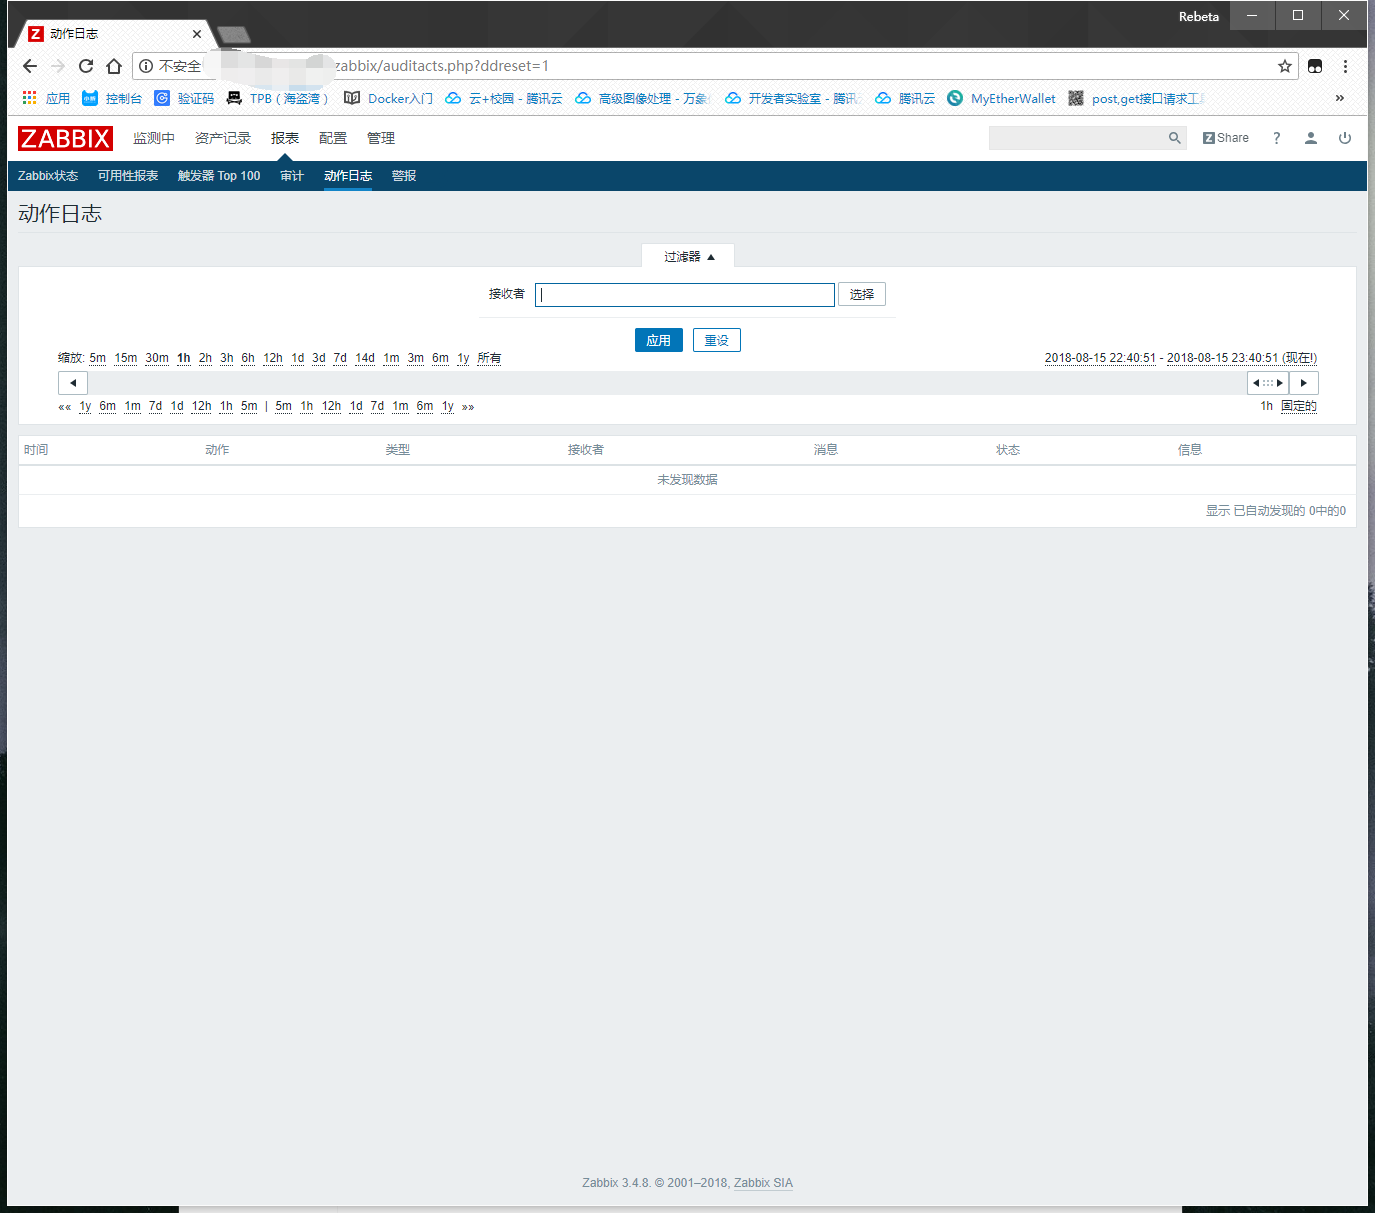 Rebeta
Z 动作日志
不安全 zabbix/auditacts.php?ddreset=1
应用 控制台 验证码 TPB（海盗湾） Docker入门 云+校园 - 腾讯云 高级图像处理 - 万象 开发者实验室 - 腾讯 腾讯云 MyEtherWallet post,get接口请求工 »
ZABBIX 监测中 资产记录 报表 配置 管理 Z Share ?
Zabbix状态 可用性报表 触发器 Top 100 审计 动作日志 警报
动作日志
过滤器 ▲
接收者 选择
应用 重设
缩放: 5m 15m 30m 1h 2h 3h 6h 12h 1d 3d 7d 14d 1m 3m 6m 1y 所有 2018-08-15 22:40:51 - 2018-08-15 23:40:51 (现在!)
«« 1y 6m 1m 7d 1d 12h 1h 5m | 5m 1h 12h 1d 7d 1m 6m 1y »» 1h 固定的
时间 动作 类型 接收者 消息 状态 信息
未发现数据
显示 已自动发现的 0中的0
Zabbix 3.4.8. © 2001–2018, Zabbix SIA